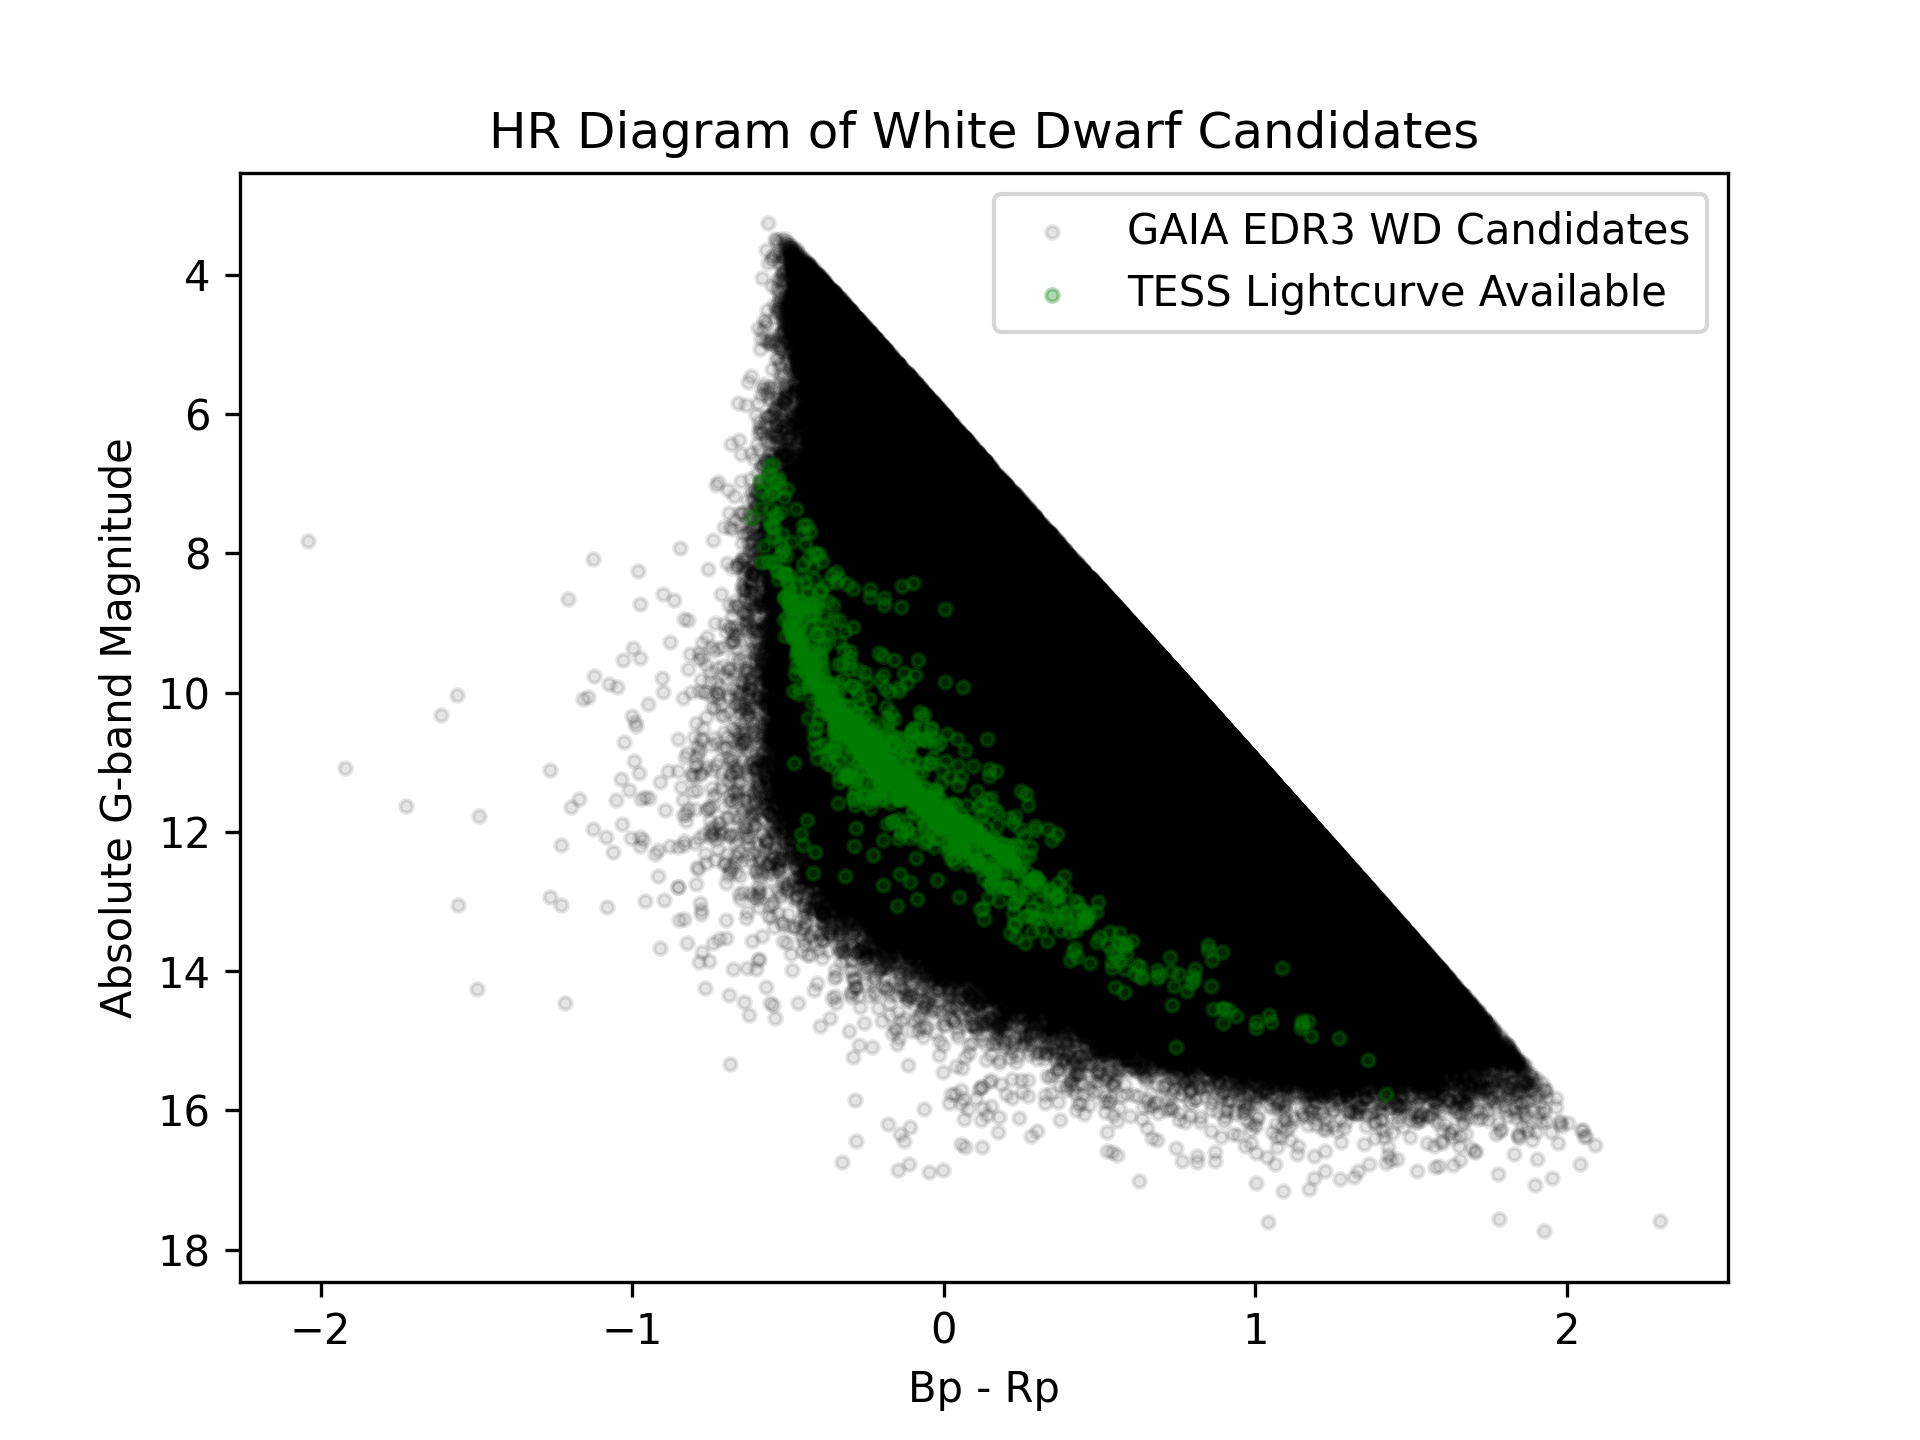 HR Diagram of White Dwarf Candidates
GAIA EDR3 WD Candidates
TESS Lightcurve Available
Absolute G-band Magnitude
4
6
8
10
12
14
16
18
−2
−1
0
1
2
Bp - Rp